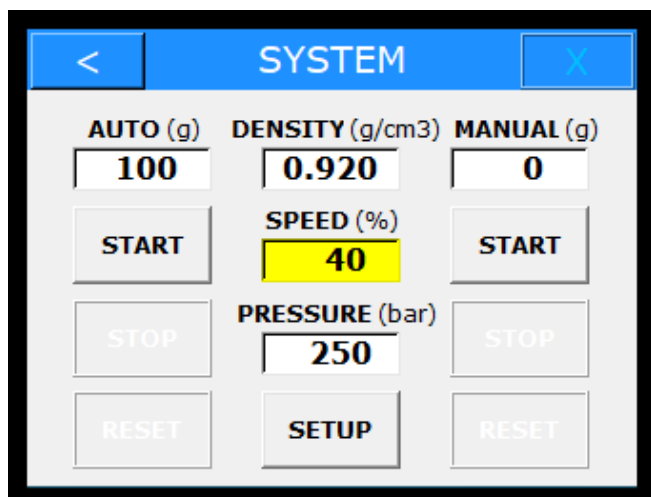 < SYSTEM X
AUTO (g) DENSITY (g/cm3) MANUAL (g)
100 0.920 0
START SPEED (%) START
40
STOP PRESSURE (bar) STOP
250
RESET SETUP RESET